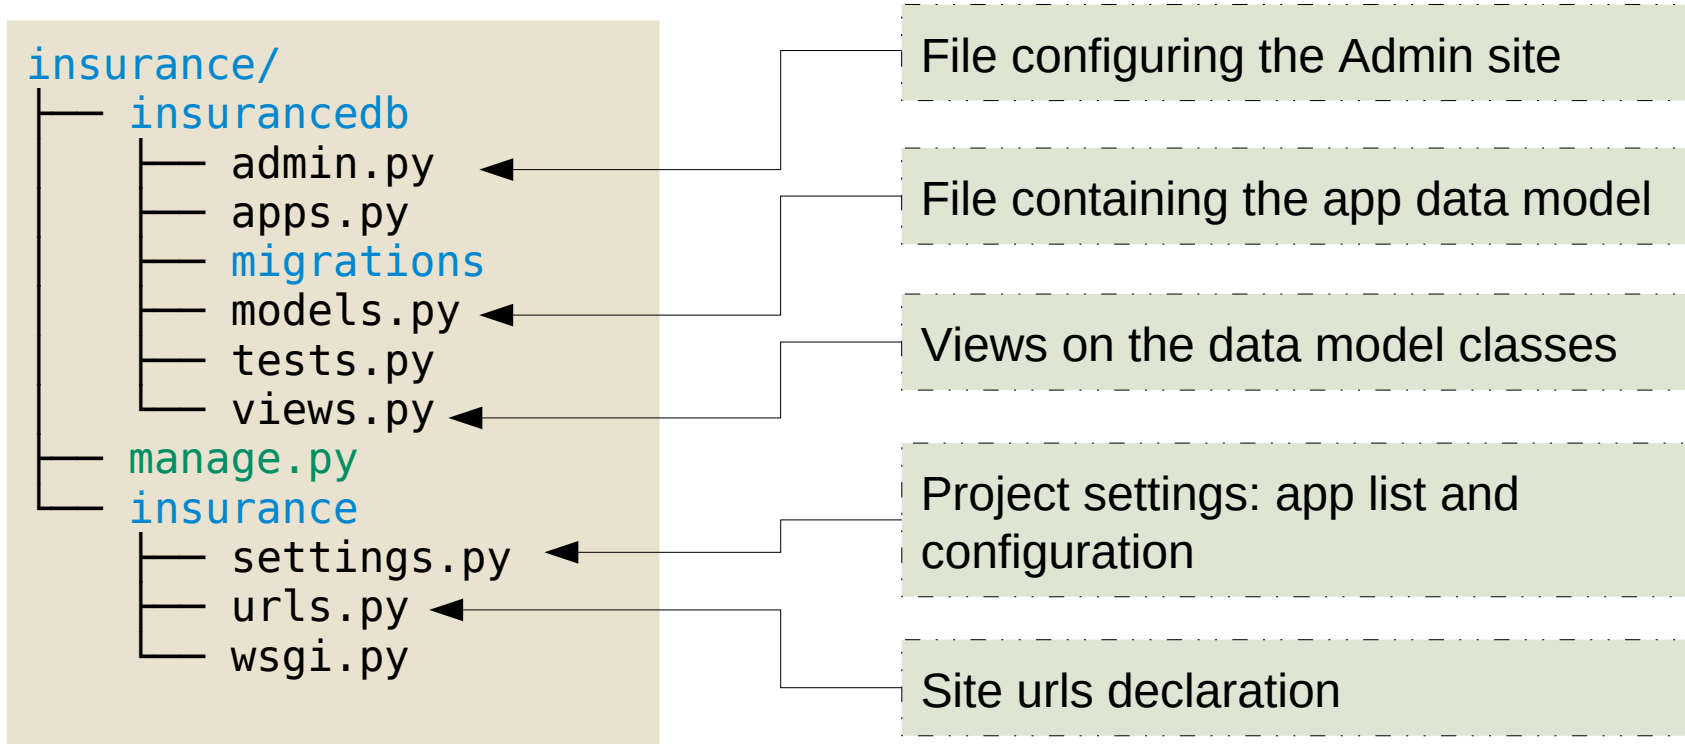 insurance/
insurancedb
admin.py
apps.py
migrations
models.py
tests.py
views.py
manage.py
insurance
settings.py
urls.py
wsgi.py
File configuring the Admin site
File containing the app data model
Views on the data model classes
Project settings: app list and
configuration
Site urls declaration